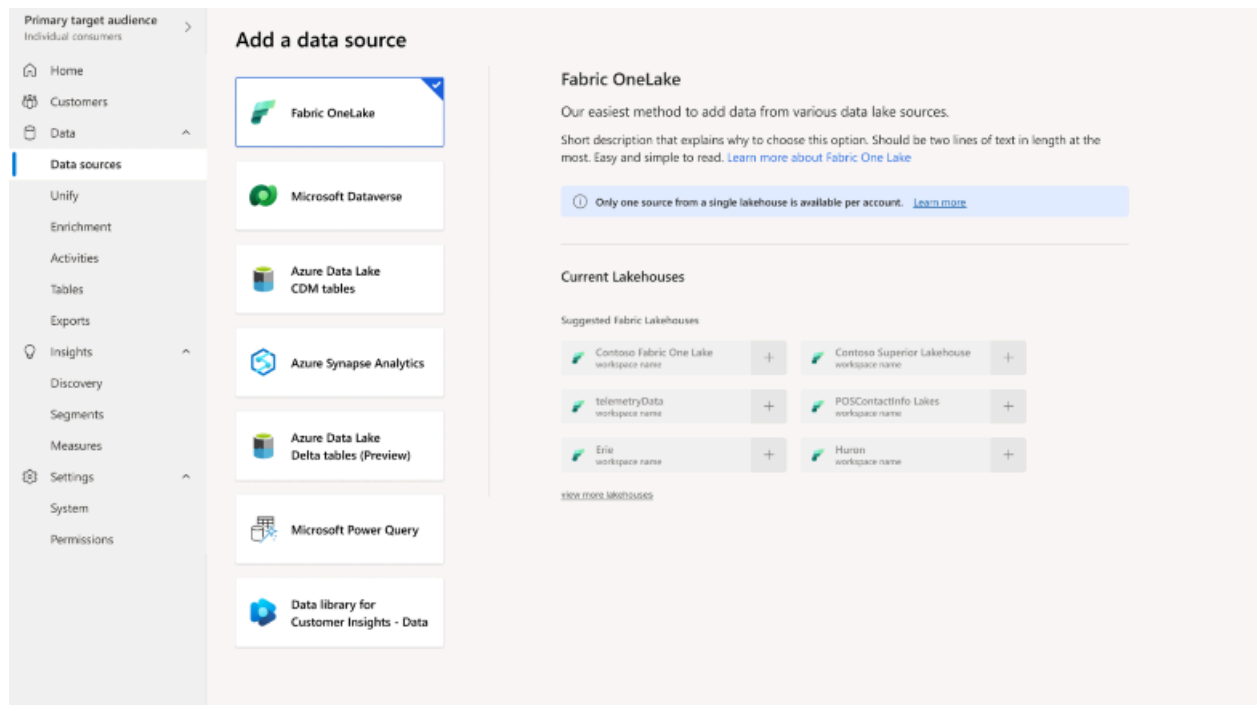 Primary target audience
Individual consumers
Home
Customers
Data
Data sources
Unify
Enrichment
Activities
Tables
Exports
Insights
Discovery
Segments
Measures
Settings
System
Permissions
Add a data source
Fabric OneLake
Microsoft Dataverse
Azure Data Lake
CDM tables
Azure Synapse Analytics
Azure Data Lake
Delta tables (Preview)
Microsoft Power Query
Data library for
Customer Insights - Data
Fabric OneLake
Our easiest method to add data from various data lake sources.
Short description that explains why to choose this option. Should be two lines of text in length at the
most. Easy and simple to read. Learn more about Fabric One Lake
Only one source from a single lakehouse is available per account. Learn more
Current Lakehouses
Suggested Fabric Lakehouses
Contoso Fabric One Lake
workspace name
Contoso Superior Lakehouse
workspace name
telemetryData
workspace name
POSContactInfo Lakes
workspace name
Erie
workspace name
Huron
workspace name
view more lakehouses